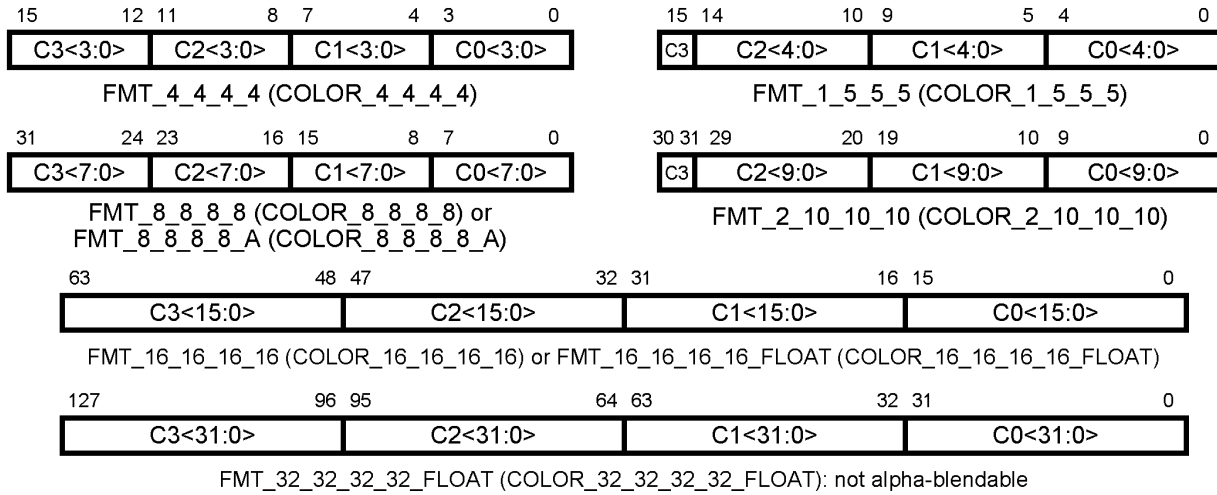 15 12 11 8 7 4 3 0
C3<3:0> C2<3:0> C1<3:0> C0<3:0>
FMT_4_4_4_4 (COLOR_4_4_4_4)
15 14 10 9 5 4 0
C3 C2<4:0> C1<4:0> C0<4:0>
FMT_1_5_5_5 (COLOR_1_5_5_5)
31 24 23 16 15 8 7 0
C3<7:0> C2<7:0> C1<7:0> C0<7:0>
FMT_8_8_8_8 (COLOR_8_8_8_8) or
FMT_8_8_8_8_A (COLOR_8_8_8_8_A)
30 31 29 20 19 10 9 0
C3 C2<9:0> C1<9:0> C0<9:0>
FMT_2_10_10_10 (COLOR_2_10_10_10)
63 48 47 32 31 16 15 0
C3<15:0> C2<15:0> C1<15:0> C0<15:0>
FMT_16_16_16_16 (COLOR_16_16_16_16) or FMT_16_16_16_16_FLOAT (COLOR_16_16_16_16_FLOAT)
127 96 95 64 63 32 31 0
C3<31:0> C2<31:0> C1<31:0> C0<31:0>
FMT_32_32_32_32_FLOAT (COLOR_32_32_32_32_FLOAT): not alpha-blendable